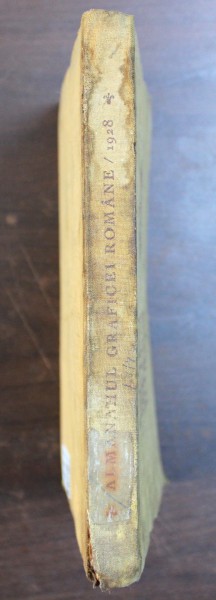 ALMANAHUL GRAFICEI ROMÂNE / 1928